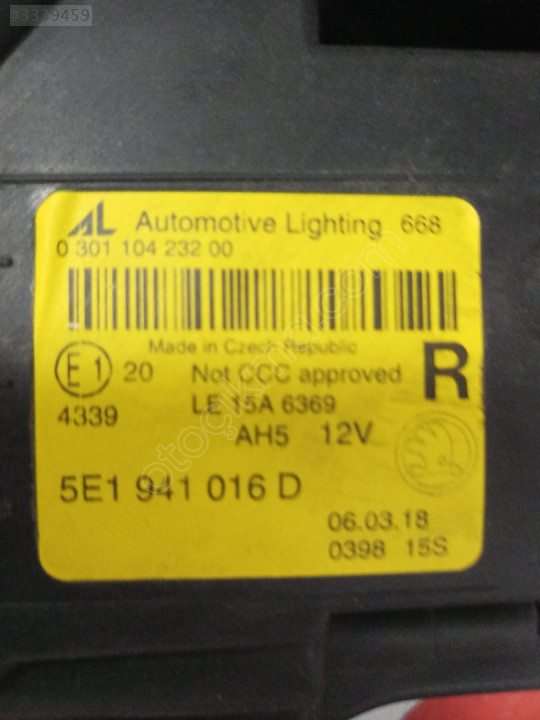 #3339459
AL Automotive Lighting 668
0 301 104 232 00
Made in Czech Republic
E1 20 Not CCC approved R
4339 LE 15A 6369
AH5 12V
5E1 941 016 D
06.03.18
0398 15S